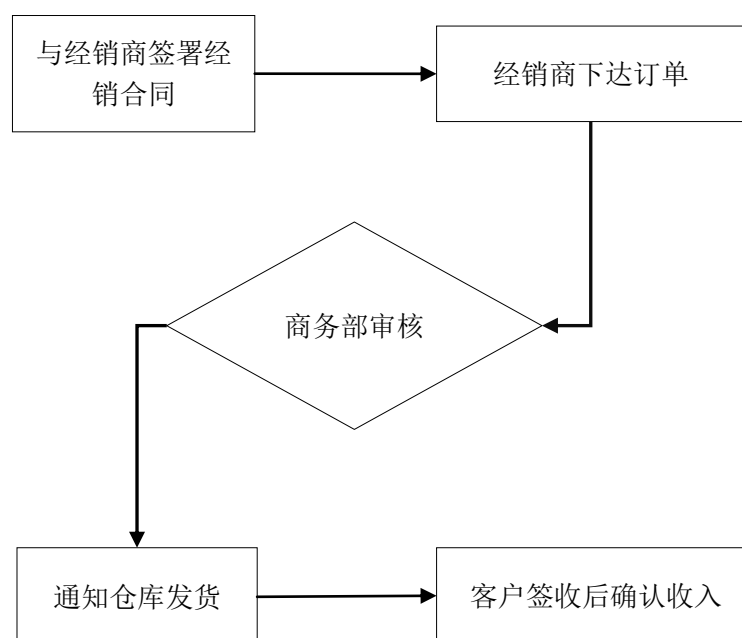 与经销商签署经
销合同
经销商下达订单
商务部审核
通知仓库发货
客户签收后确认收入